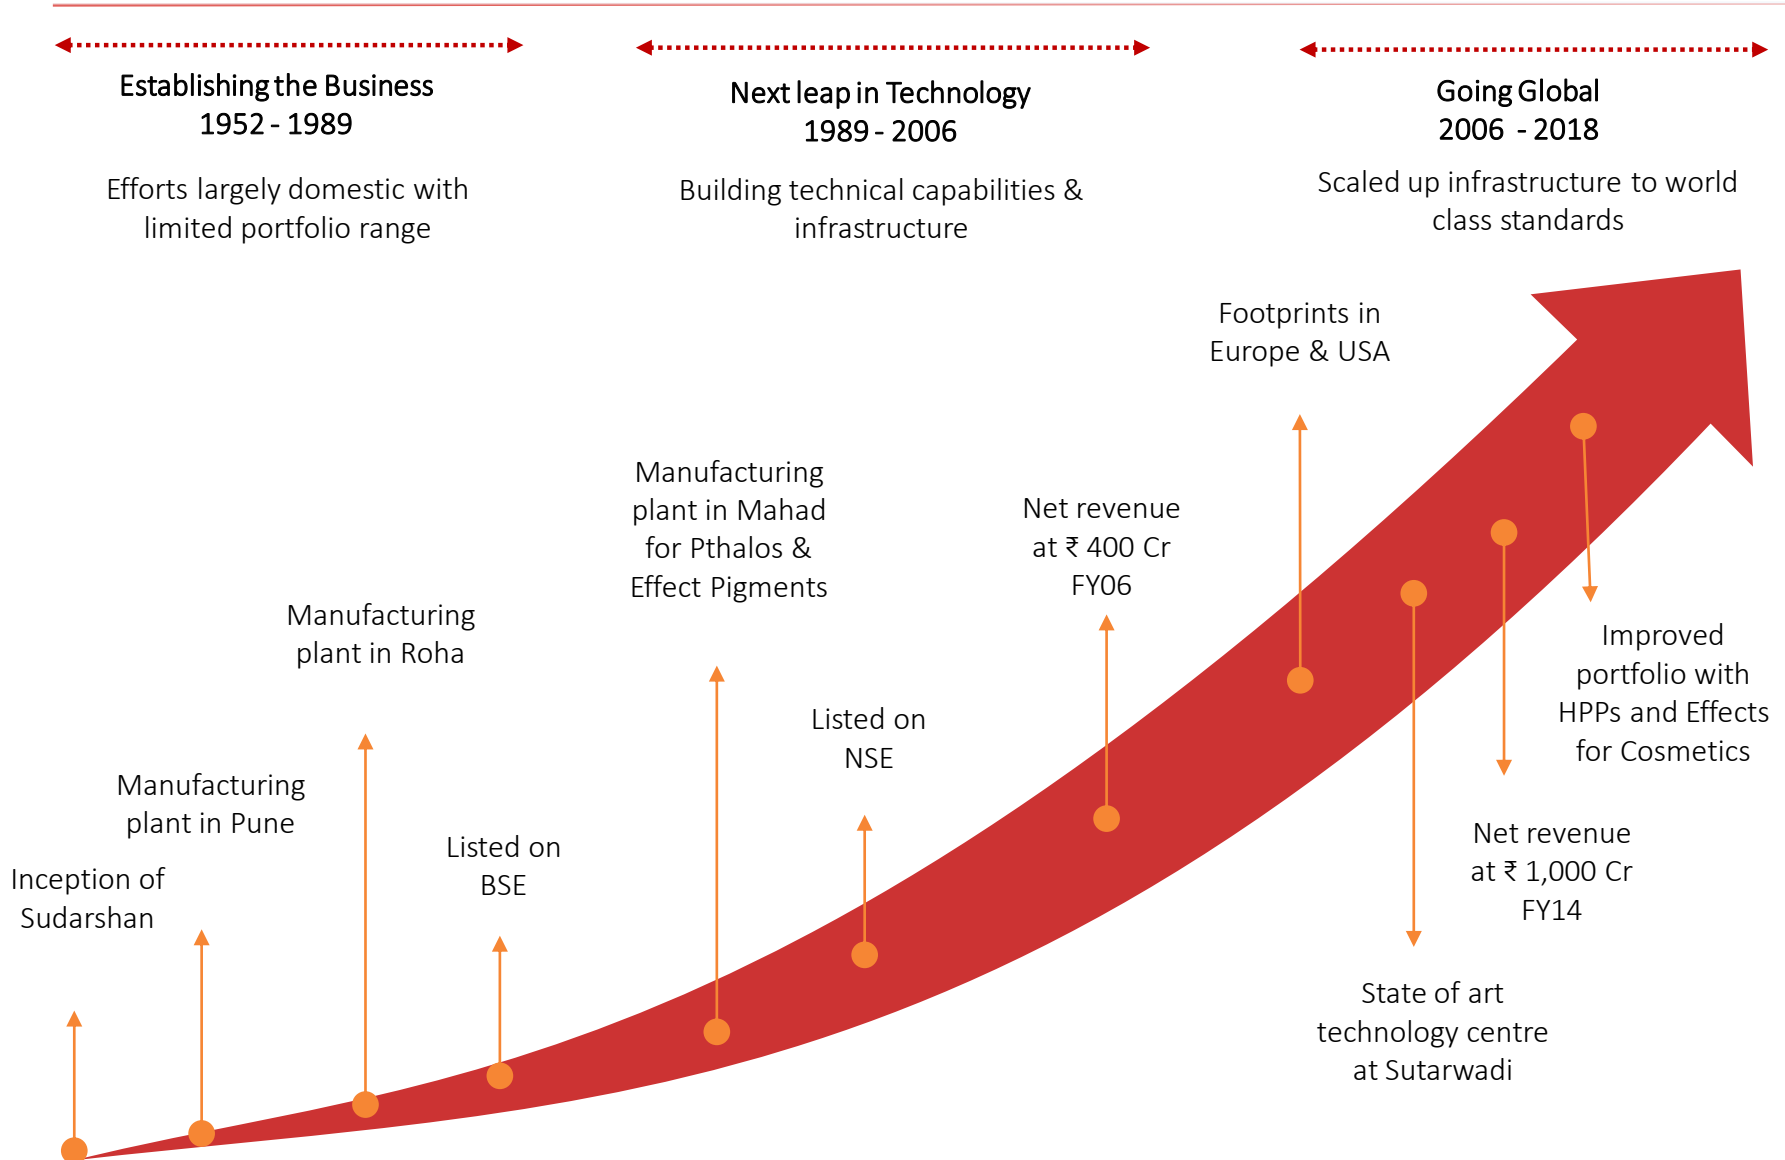 Establishing the Business
1952 - 1989
Efforts largely domestic with
limited portfolio range
Next leap in Technology
1989 - 2006
Building technical capabilities &
infrastructure
Going Global
2006 - 2018
Scaled up infrastructure to world
class standards
Inception of
Sudarshan
Manufacturing
plant in Pune
Manufacturing
plant in Roha
Listed on
BSE
Manufacturing
plant in Mahad
for Pthalos &
Effect Pigments
Listed on
NSE
Net revenue
at ₹ 400 Cr
FY06
Footprints in
Europe & USA
State of art
technology centre
at Sutarwadi
Net revenue
at ₹ 1,000 Cr
FY14
Improved
portfolio with
HPPs and Effects
for Cosmetics